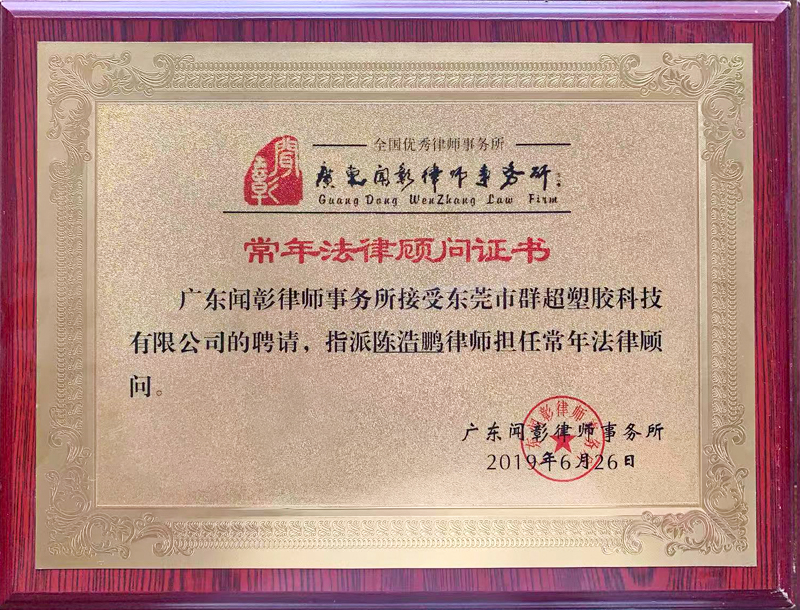 聞彰
全国优秀律师事务所
廣東闻彰律师事务所
Guang Dong WenZhang Law Firm
常年法律顾问证书
广东闻彰律师事务所接受东莞市群超塑胶科技
有限公司的聘请，指派陈浩鹏律师担任常年法律顾
问。
广东闻彰律师事务所
2019年6月26日